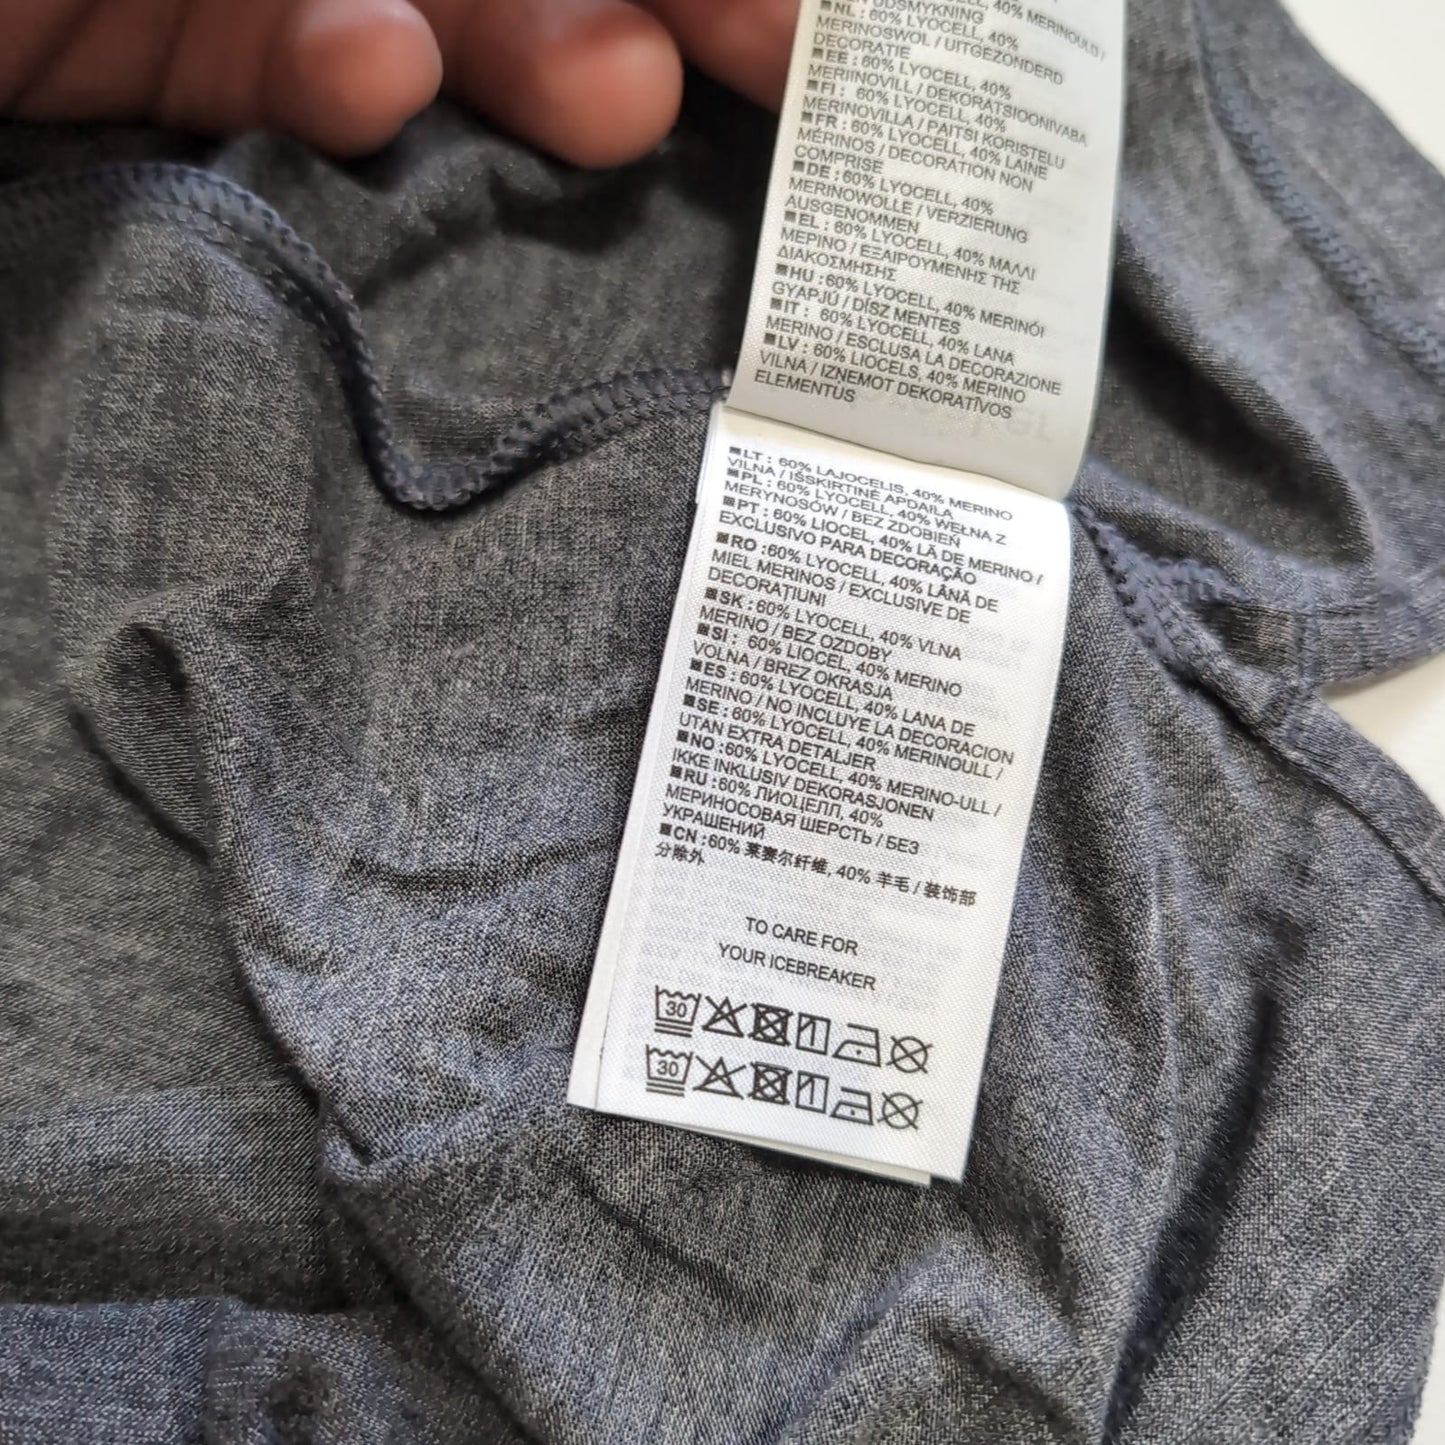 40% MERINOULD /
EN UDSMYKNING
■NL : 60% LYOCELL, 40%
MERINOSWOL / UITGEZONDERD
DECORATIE
■EE : 60% LYOCELL, 40%
MERIINOVILL / DEKORATSIOONIVABA
■FI : 60% LYOCELL, 40%
MERINOVILLA / PAITSI KORISTELU
■FR : 60% LYOCELL, 40% LAINE
MÉRINOS / DECORATION NON
COMPRISE
■DE : 60% LYOCELL, 40%
MERINOWOLLE / VERZIERUNG
AUSGENOMMEN
■EL : 60% LYOCELL, 40% ΜΑΛΛΙ
ΜΕΡΙΝΟ / ΕΞΑΙΡΟΥΜΕΝΗΣ ΤΗΣ
ΔΙΑΚΟΣΜΗΣΗΣ
■HU : 60% LYOCELL, 40% MERINÓI
GYAPJÚ / DÍSZ MENTES
■IT : 60% LYOCELL, 40% LANA
MERINO / ESCLUSA LA DECORAZIONE
■LV : 60% LIOCELS, 40% MERINO
VILNA / IZŅEMOT DEKORATĪVOS
ELEMENTUS
■LT : 60% LAJOCELIS, 40% MERINO
VILNA / IŠSKIRTINĖ APDAILA
■PL : 60% LYOCELL, 40% WEŁNA Z
MERYNOSÓW / BEZ ZDOBIEŃ
■PT : 60% LIOCEL, 40% LÃ DE MERINO /
EXCLUSIVO PARA DECORAÇÃO
■RO : 60% LYOCELL, 40% LÂNĂ DE
MIEL MERINOS / EXCLUSIVE DE
DECORAȚIUNI
■SK : 60% LYOCELL, 40% VLNA
MERINO / BEZ OZDOBY
■SI : 60% LIOCEL, 40% MERINO
VOLNA / BREZ OKRASJA
■ES : 60% LYOCELL, 40% LANA DE
MERINO / NO INCLUYE LA DECORACION
■SE : 60% LYOCELL, 40% MERINOULL /
UTAN EXTRA DETALJER
■NO : 60% LYOCELL, 40% MERINO-ULL /
IKKE INKLUSIV DEKORASJONEN
■RU : 60% ЛИОЦЕЛЛ, 40%
МЕРИНОСОВАЯ ШЕРСТЬ / БЕЗ
УКРАШЕНИЙ
■CN : 60% 莱赛尔纤维, 40% 羊毛 / 装饰部
分除外
TO CARE FOR
YOUR ICEBREAKER
30
30